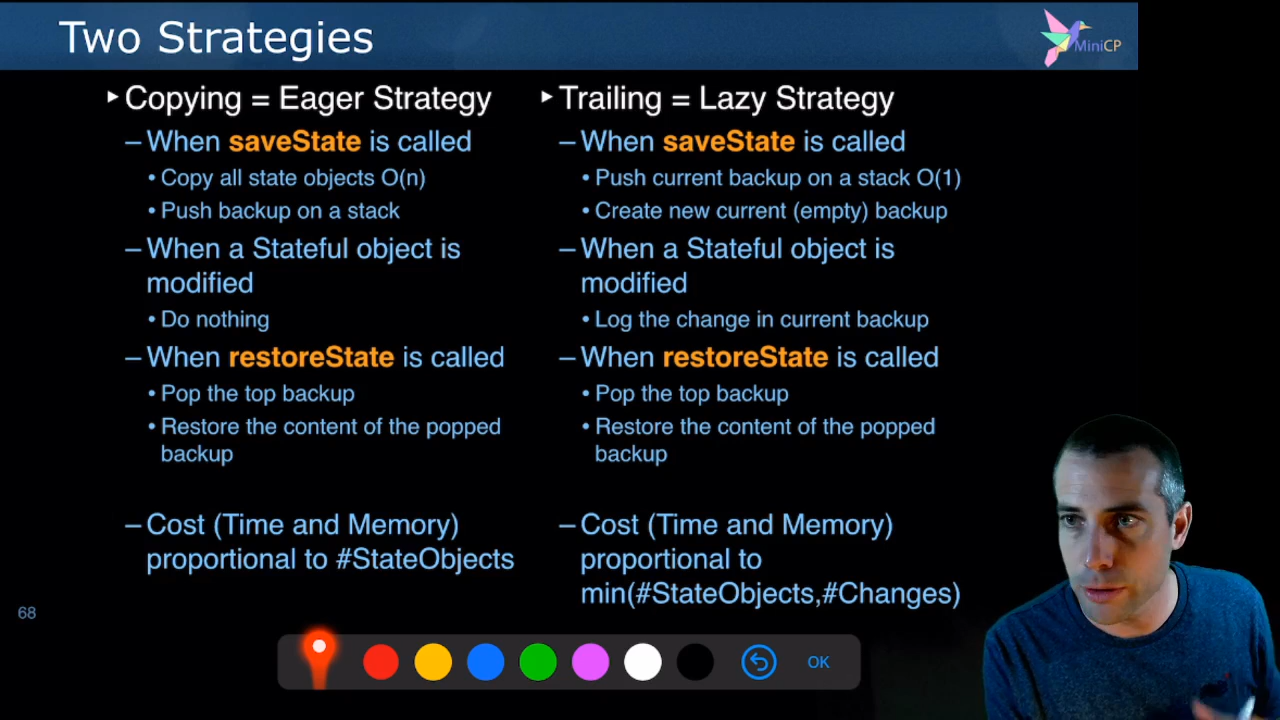 Two Strategies
MiniCP
‣ Copying = Eager Strategy
– When saveState is called
• Copy all state objects O(n)
• Push backup on a stack
– When a Stateful object is
modified
• Do nothing
– When restoreState is called
• Pop the top backup
• Restore the content of the popped
backup
– Cost (Time and Memory)
proportional to #StateObjects
‣ Trailing = Lazy Strategy
– When saveState is called
• Push current backup on a stack O(1)
• Create new current (empty) backup
– When a Stateful object is
modified
• Log the change in current backup
– When restoreState is called
• Pop the top backup
• Restore the content of the popped
backup
– Cost (Time and Memory)
proportional to
min(#StateObjects,#Changes)
68
OK